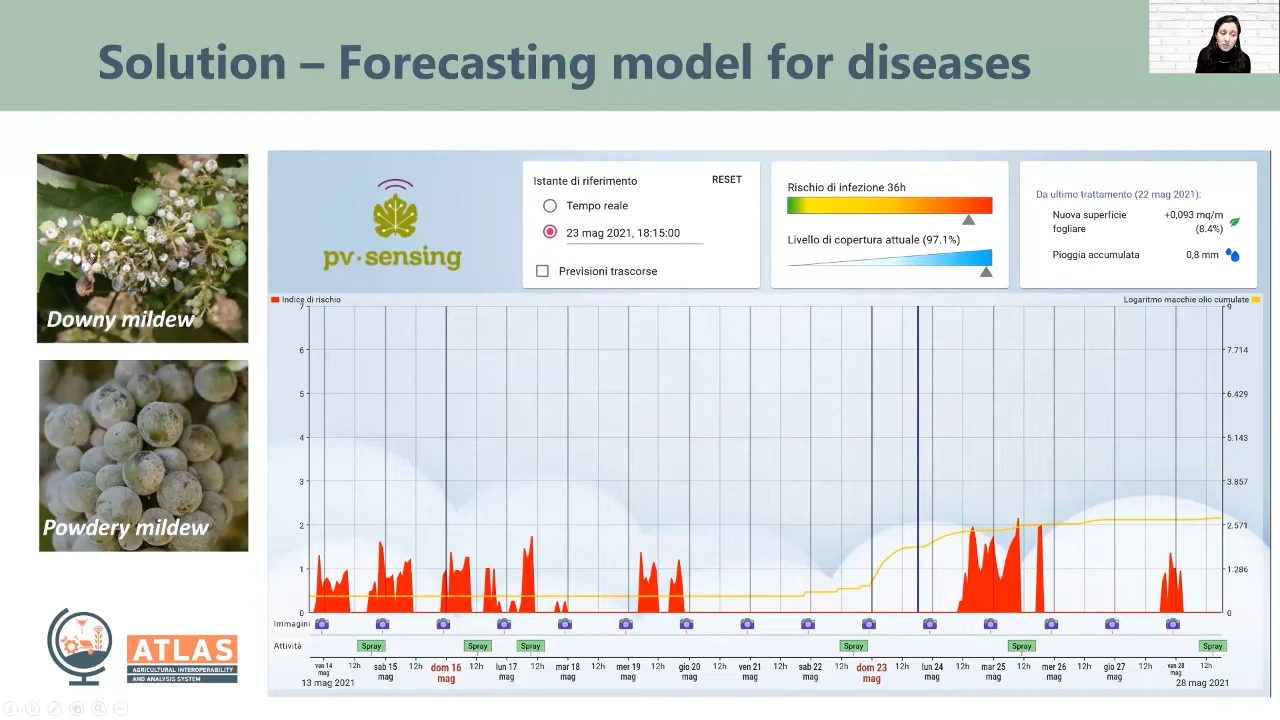 Solution – Forecasting model for diseases
Downy mildew
Powdery mildew
ATLAS
AGRICULTURAL INTEROPERABILITY
AND ANALYSIS SYSTEM
pv·sensing
Istante di riferimento
RESET
Tempo reale
23 mag 2021, 18:15:00
Previsioni trascorse
Rischio di infezione 36h
Livello di copertura attuale (97.1%)
Da ultimo trattamento (22 mag 2021):
Nuova superficie +0,093 mq/m
fogliare (8.4%)
Pioggia accumulata 0,8 mm
Indice di rischio
Logaritmo macchie olio cumulate
7 9
6 7.714
5 6.429
4 5.143
3 3.857
2 2.571
1 1.286
0 0
Immagini
Attività Spray Spray Spray Spray Spray Spray
ven 14 12h sab 15 12h dom 16 12h lun 17 12h mar 18 12h mer 19 12h gio 20 12h ven 21 12h sab 22 12h dom 23 12h lun 24 12h mar 25 12h mer 26 12h gio 27 12h ven 28 12h
mag mag mag mag mag mag mag mag mag mag mag mag mag mag mag
13 mag 2021 28 mag 2021